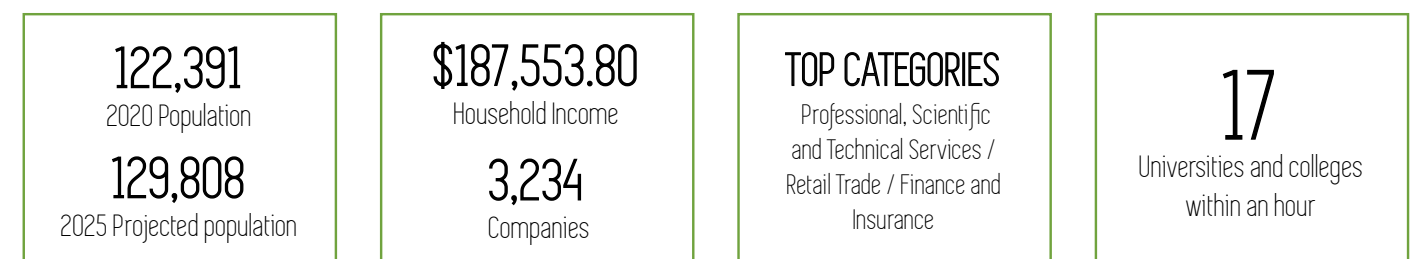 122,391
2020 Population
129,808
2025 Projected population
$187,553.80
Household Income
3,234
Companies
TOP CATEGORIES
Professional, Scientific
and Technical Services /
Retail Trade / Finance and
Insurance
17
Universities and colleges
within an hour